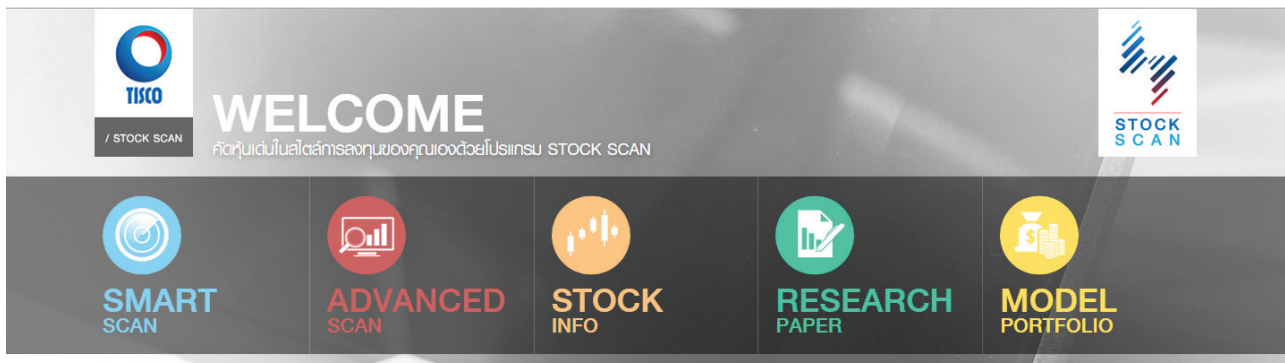 TISCO
/ STOCK SCAN
WELCOME
คัดหุ้นเด่นในสไตล์การลงทุนของคุณเองด้วยโปรแกรม STOCK SCAN
STOCK
SCAN
SMART
SCAN
ADVANCED
SCAN
STOCK
INFO
RESEARCH
PAPER
$
MODEL
PORTFOLIO